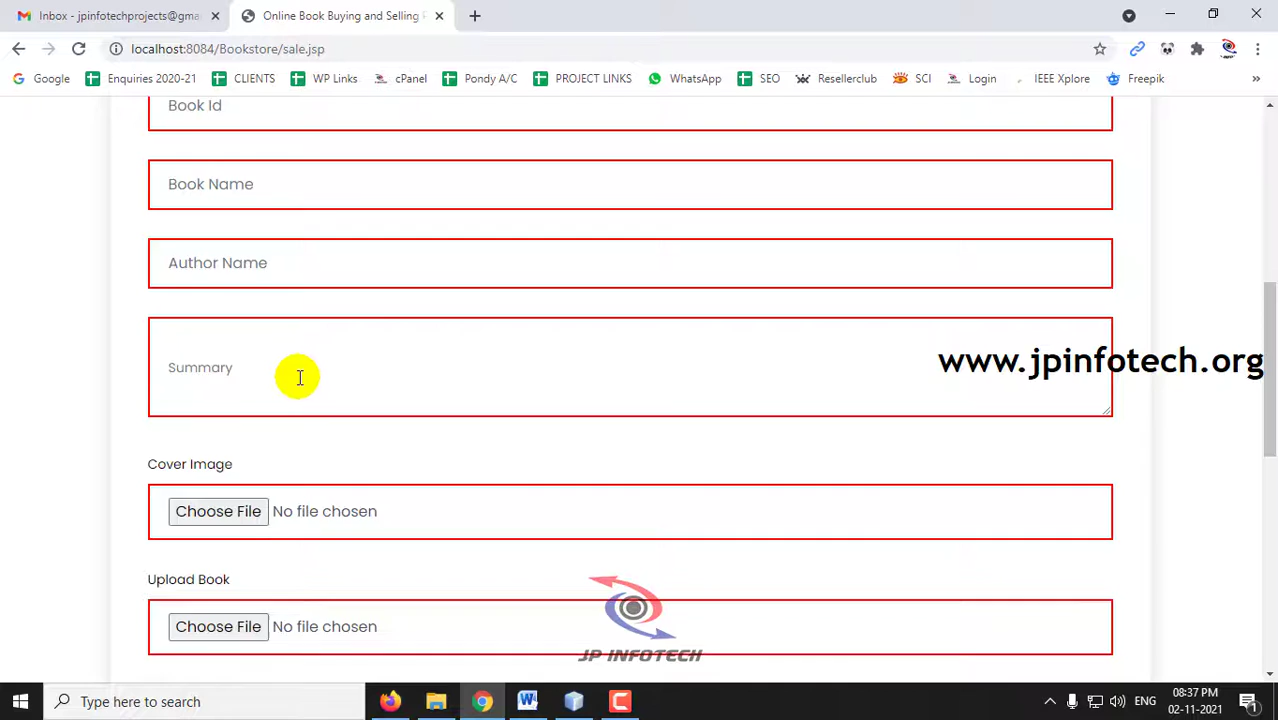 Inbox - jpinfotechprojects@gma
Online Book Buying and Selling
localhost:8084/Bookstore/sale.jsp
Google
Enquiries 2020-21
CLIENTS
WP Links
cPanel
Pondy A/C
PROJECT LINKS
WhatsApp
SEO
Resellerclub
SCI
Login
IEEE Xplore
Freepik
»
Book Id
Book Name
Author Name
Summary
www.jpinfotech.org
Cover Image
Choose File No file chosen
Upload Book
Choose File No file chosen
JP INFOTECH
Type here to search
ENG
08:37 PM
02-11-2021
1